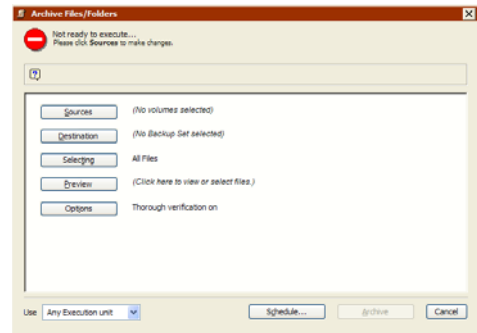 Archive Files/Folders
Not ready to execute...
Please click Sources to make changes.
Sources (No volumes selected)
Destination (No Backup Set selected)
Selecting All Files
Preview (Click here to view or select files.)
Options Thorough verification on
Use Any Execution unit Schedule... Archive Cancel